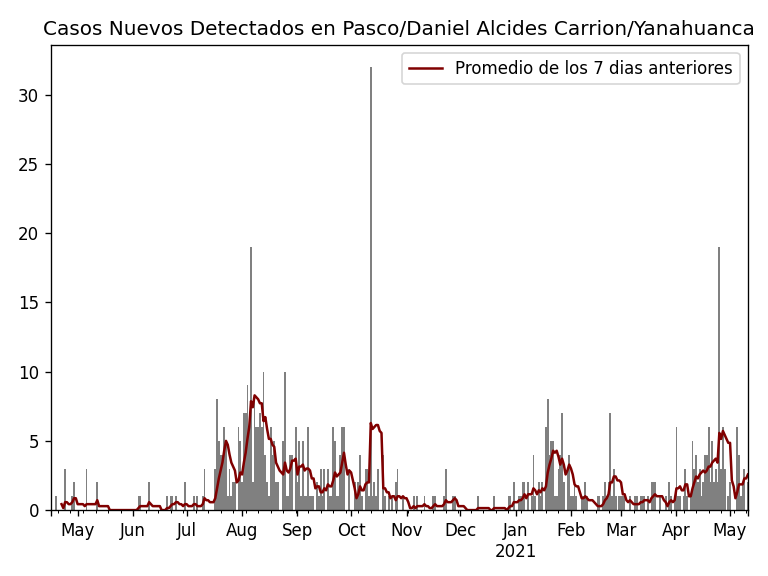 Casos Nuevos Detectados en Pasco/Daniel Alcides Carrion/Yanahuanca
Promedio de los 7 dias anteriores
30
25
20
15
10
5
0
May Jun Jul Aug Sep Oct Nov Dec Jan Feb Mar Apr May
2021